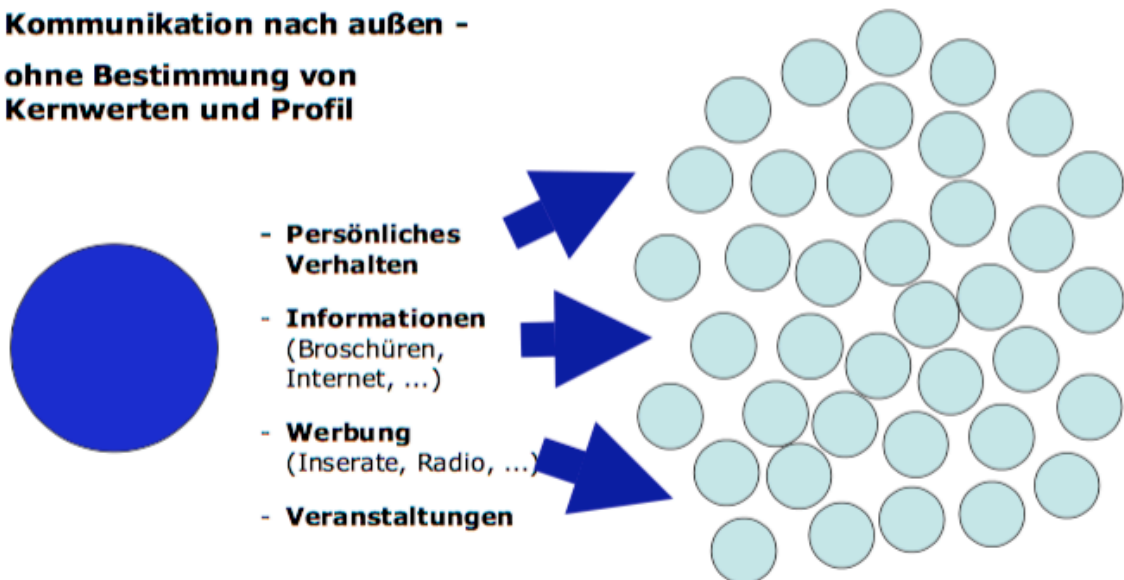 Kommunikation nach außen -
ohne Bestimmung von
Kernwerten und Profil
- Persönliches
Verhalten
- Informationen
(Broschüren,
Internet, ...)
- Werbung
(Inserate, Radio, ...)
- Veranstaltungen